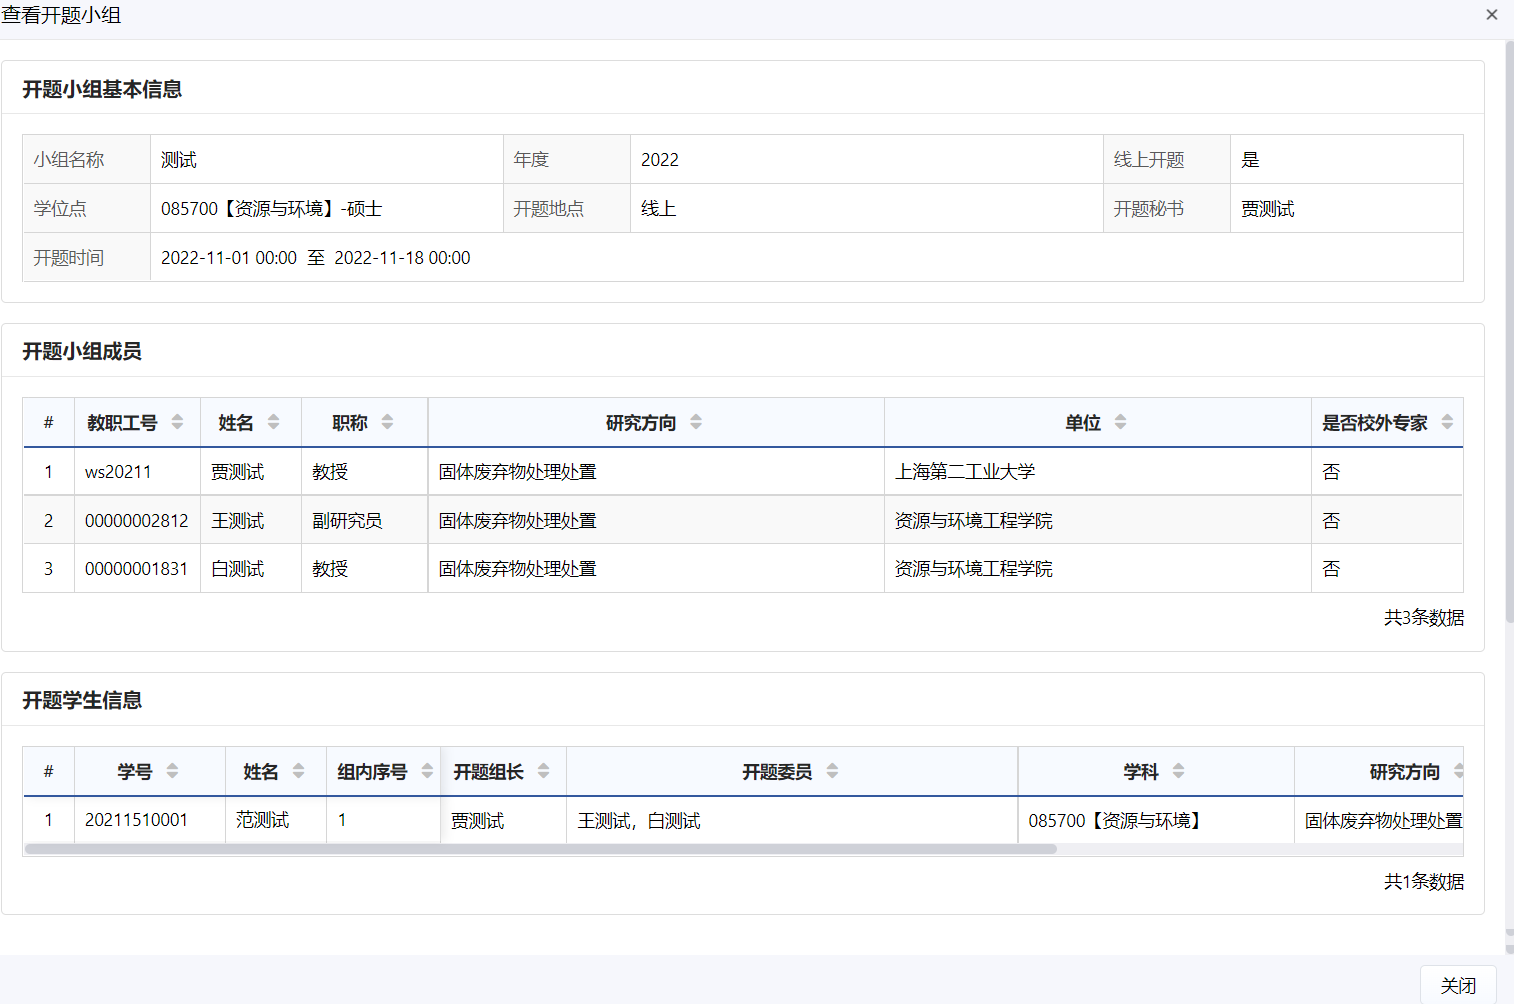 查看开题小组
开题小组基本信息
小组名称 测试 年度 2022 线上开题 是
学位点 085700【资源与环境】-硕士 开题地点 线上 开题秘书 贾测试
开题时间 2022-11-01 00:00 至 2022-11-18 00:00
开题小组成员
# 教职工号 姓名 职称 研究方向 单位 是否校外专家
1 ws20211 贾测试 教授 固体废弃物处理处置 上海第二工业大学 否
2 00000002812 王测试 副研究员 固体废弃物处理处置 资源与环境工程学院 否
3 00000001831 白测试 教授 固体废弃物处理处置 资源与环境工程学院 否
共3条数据
开题学生信息
# 学号 姓名 组内序号 开题组长 开题委员 学科 研究方向
1 20211510001 范测试 1 贾测试 王测试，白测试 085700【资源与环境】 固体废弃物处理处置
共1条数据
关闭